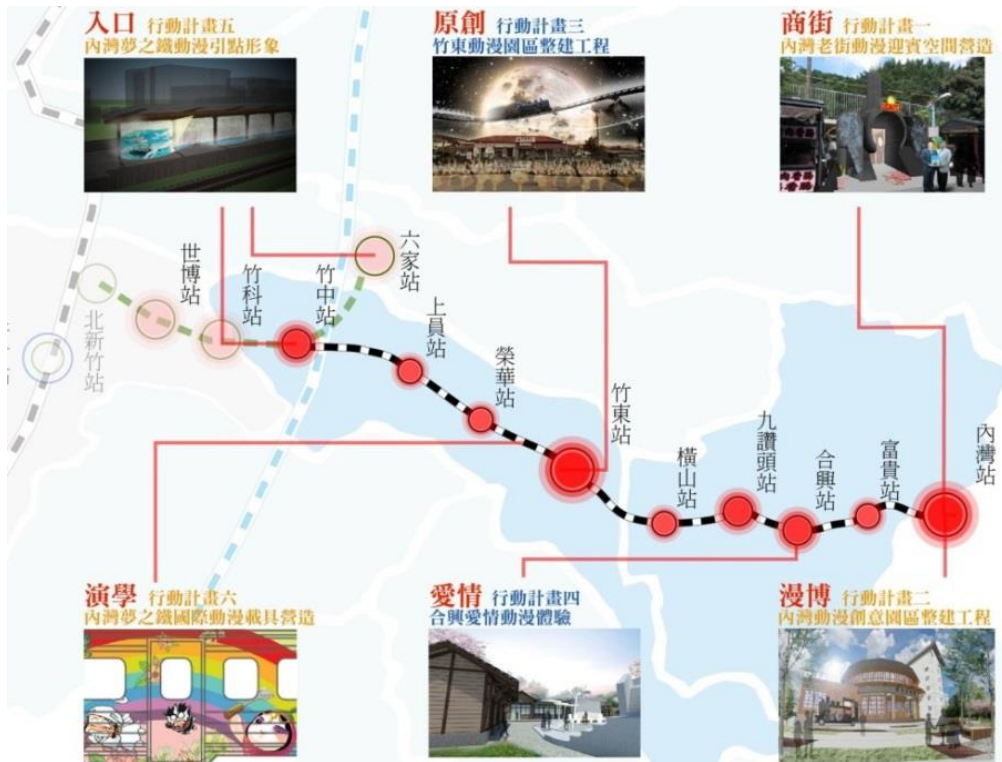 入口 行動計畫五
內灣夢之鐵動漫引點形象
原創 行動計畫三
竹東動漫園區整建工程
商街 行動計畫一
內灣老街動漫迎賓空間營造
北新竹站
世博站
竹科站
竹中站
六家站
上員站
榮華站
竹東站
橫山站
九讚頭站
合興站
富貴站
內灣站
演學 行動計畫六
內灣夢之鐵國際動漫載具營造
愛情 行動計畫四
合興愛情動漫體驗
漫博 行動計畫二
內灣動漫創意園區整建工程